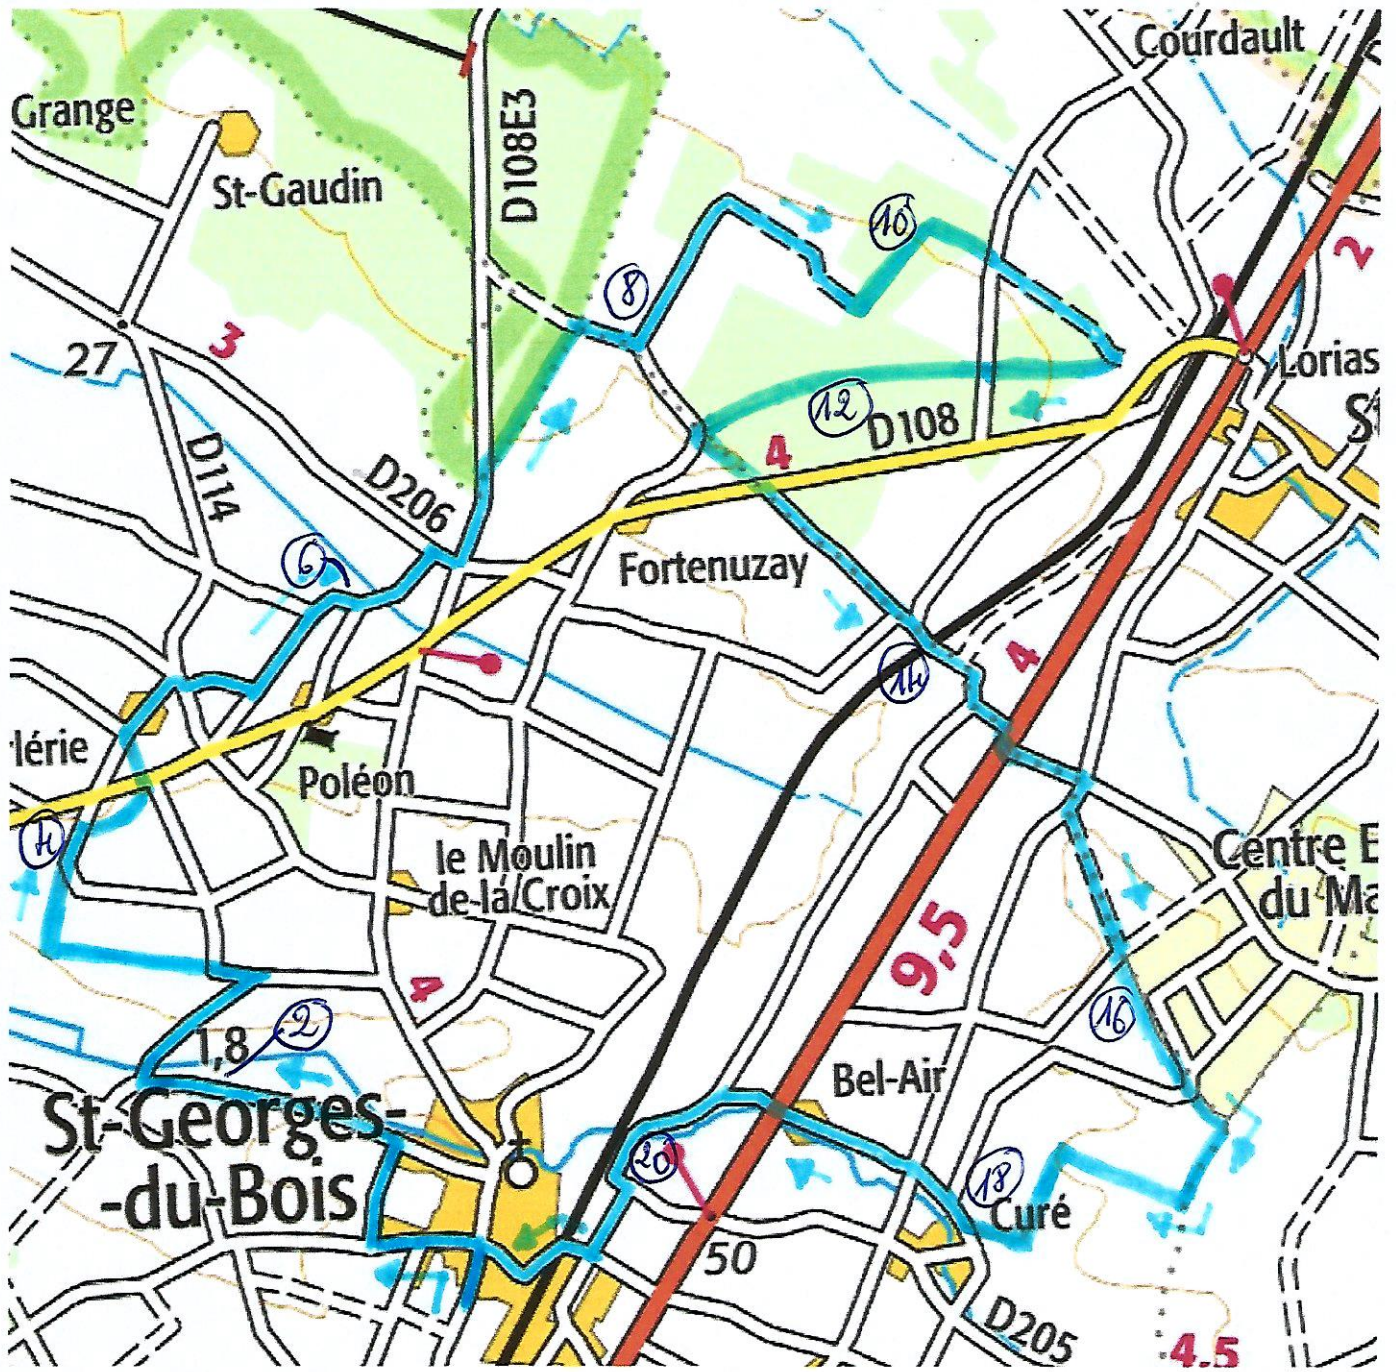 Courdault
Grange
D108E3
St-Gaudin
10
2
8
3
27
Lorias
12
D108
4
D114
D206
6
Fortenuzay
14
4
lérie
Poléon
4
le Moulin
de-la/Croix
Centre E
du Ma
9,5
4
2
1,8
16
Bel-Air
St-Georges-
-du-Bois
20
18
Curé
50
D205
4,5